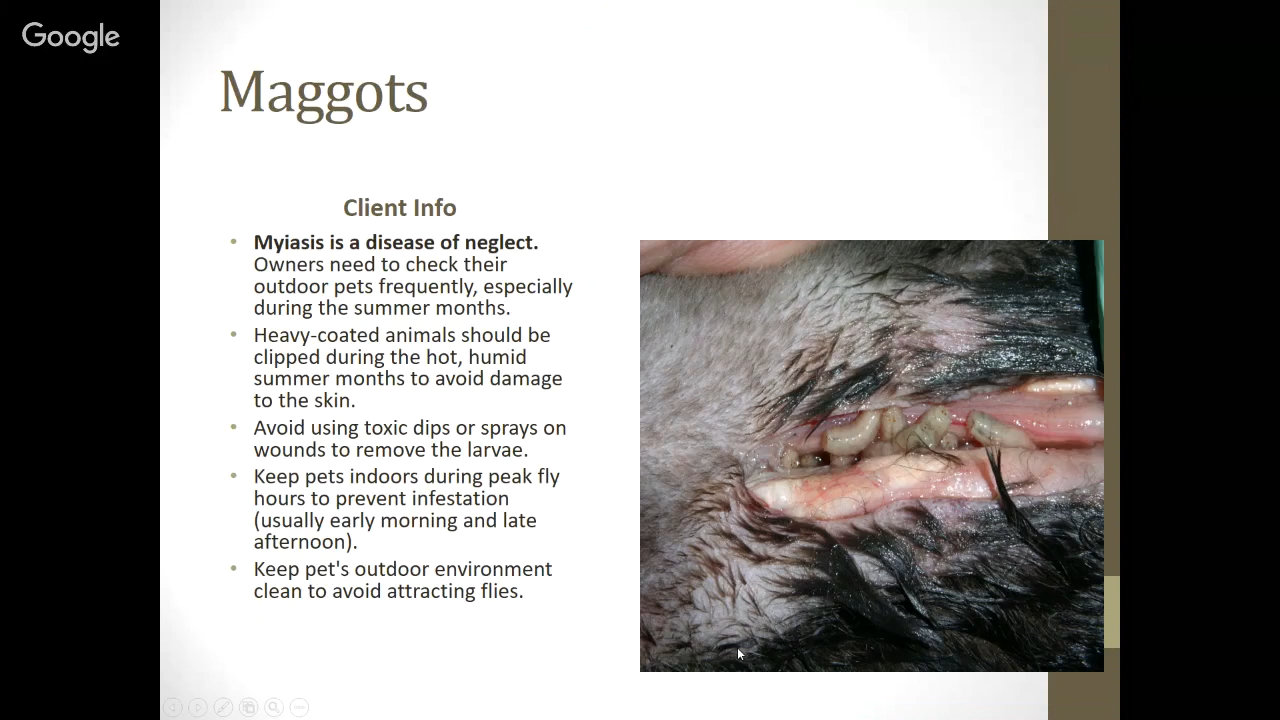 Google
Maggots
Client Info
• Myiasis is a disease of neglect.
Owners need to check their
outdoor pets frequently, especially
during the summer months.
• Heavy-coated animals should be
clipped during the hot, humid
summer months to avoid damage
to the skin.
• Avoid using toxic dips or sprays on
wounds to remove the larvae.
• Keep pets indoors during peak fly
hours to prevent infestation
(usually early morning and late
afternoon).
• Keep pet's outdoor environment
clean to avoid attracting flies.